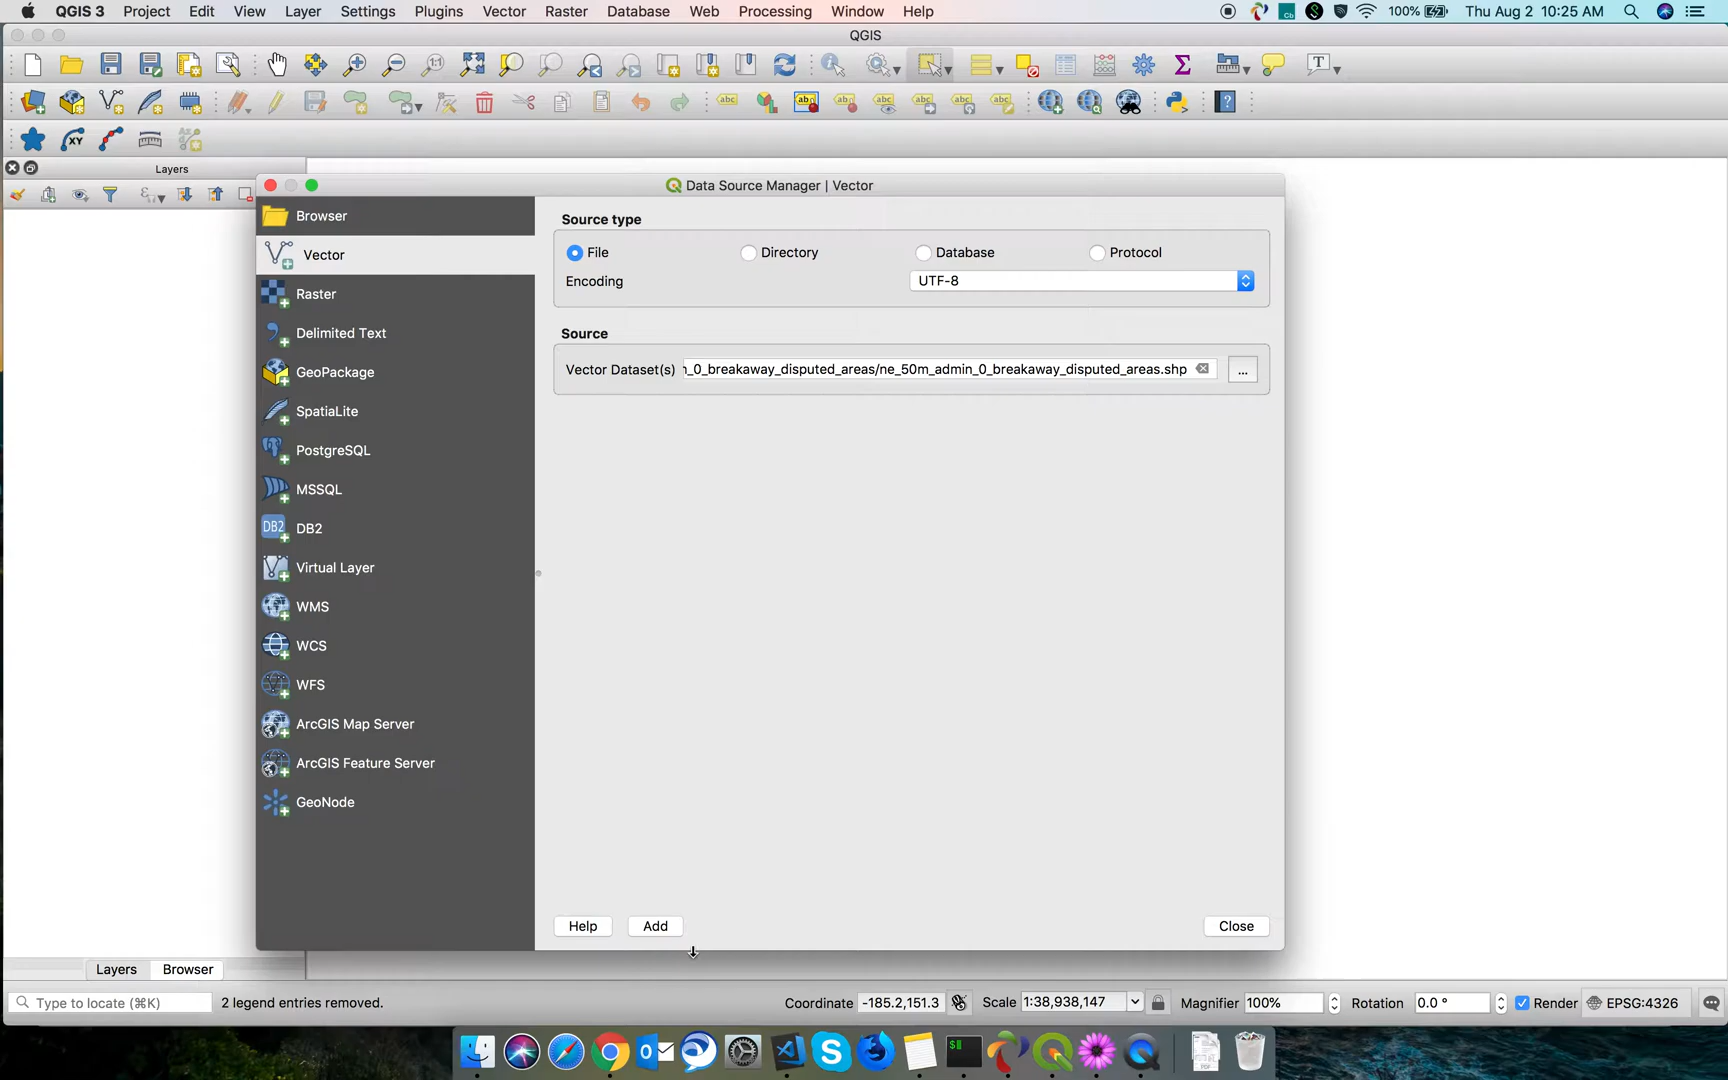 QGIS 3 Project Edit View Layer Settings Plugins Vector Raster Database Web Processing Window Help 100% Thu Aug 2 10:25 AM
QGIS
Layers
Data Source Manager | Vector
Browser
Vector
Raster
Delimited Text
GeoPackage
SpatiaLite
PostgreSQL
MSSQL
DB2
Virtual Layer
WMS
WCS
WFS
ArcGIS Map Server
ArcGIS Feature Server
GeoNode
Source type
File Directory Database Protocol
Encoding UTF-8
Source
Vector Dataset(s) _0_breakaway_disputed_areas/ne_50m_admin_0_breakaway_disputed_areas.shp ...
Help Add Close
Layers Browser
Type to locate (⌘K) 2 legend entries removed. Coordinate -185.2,151.3 Scale 1:38,938,147 Magnifier 100% Rotation 0.0 ° Render EPSG:4326